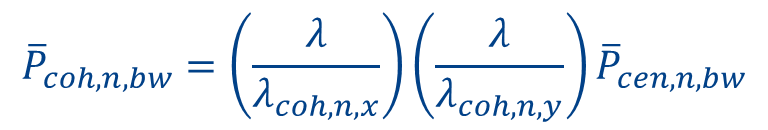 P̅_{coh,n,bw} = (λ / λ_{coh,n,x}) (λ / λ_{coh,n,y}) P̅_{cen,n,bw}